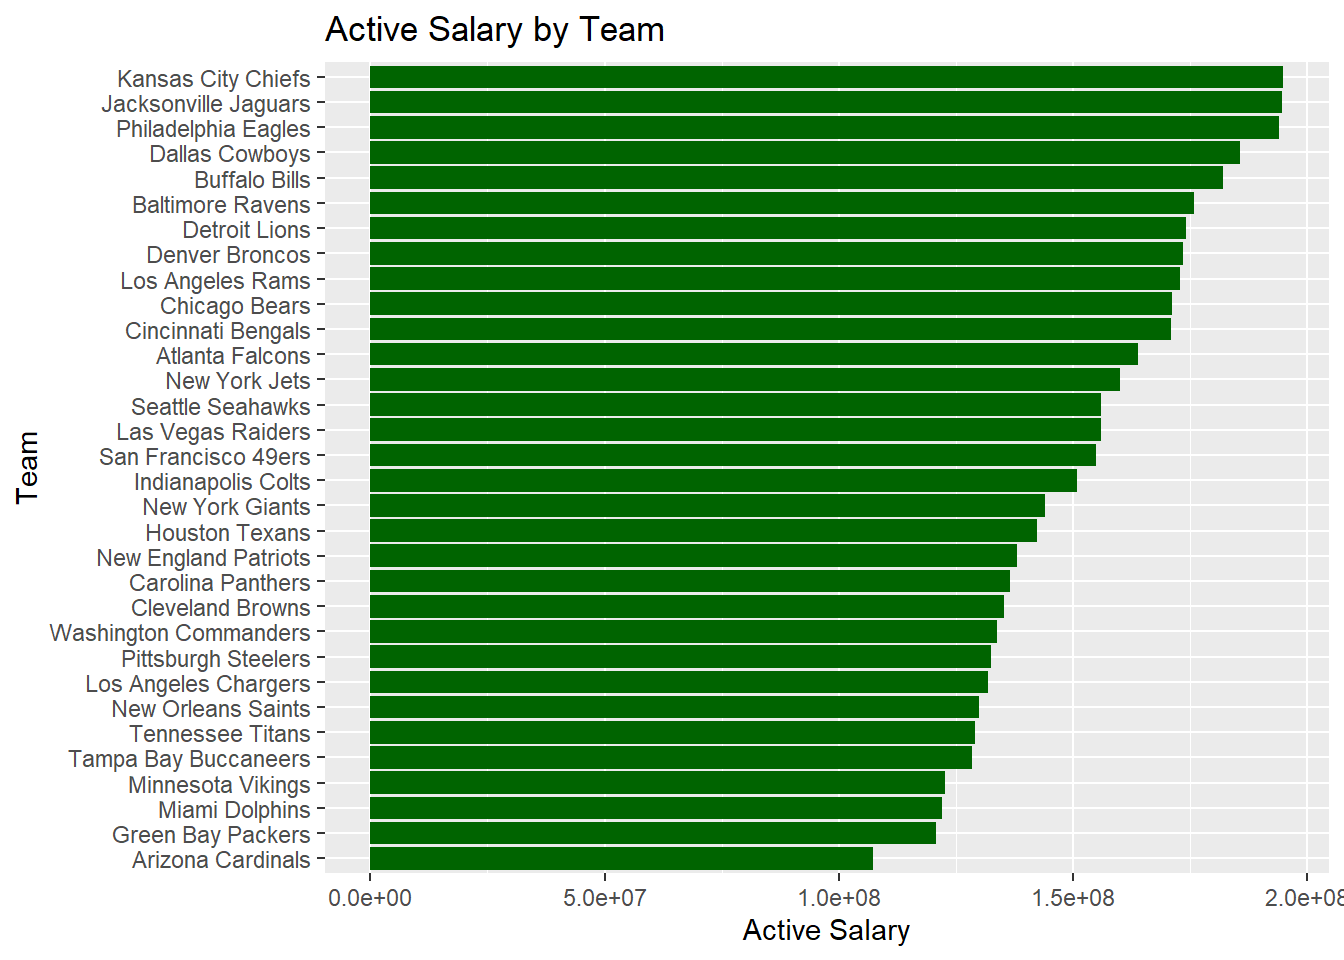 Active Salary by Team
Kansas City Chiefs
Jacksonville Jaguars
Philadelphia Eagles
Dallas Cowboys
Buffalo Bills
Baltimore Ravens
Detroit Lions
Denver Broncos
Los Angeles Rams
Chicago Bears
Cincinnati Bengals
Atlanta Falcons
New York Jets
Seattle Seahawks
Las Vegas Raiders
San Francisco 49ers
Indianapolis Colts
New York Giants
Houston Texans
New England Patriots
Carolina Panthers
Cleveland Browns
Washington Commanders
Pittsburgh Steelers
Los Angeles Chargers
New Orleans Saints
Tennessee Titans
Tampa Bay Buccaneers
Minnesota Vikings
Miami Dolphins
Green Bay Packers
Arizona Cardinals
Team
0.0e+00 5.0e+07 1.0e+08 1.5e+08 2.0e+08
Active Salary